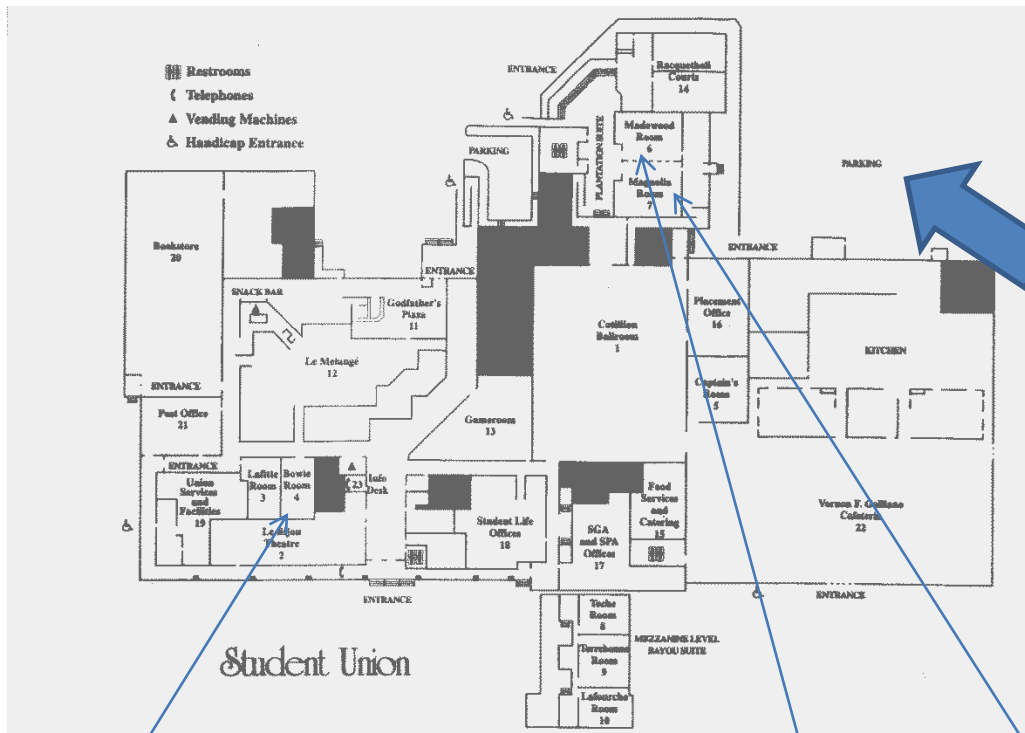 Restrooms
Telephones
Vending Machines
Handicap Entrance
ENTRANCE
Racquetball
Courts
14
Madewood
Room
6
PLANTATION SUITE
Magnolia
Room
7
PARKING
PARKING
ENTRANCE
Bookstore
20
ENTRANCE
SNACK BAR
Godfather's
Pizza
11
Le Melangé
12
Cotillion
Ballroom
1
Placement
Office
16
KITCHEN
Captain's
Room
5
ENTRANCE
Post Office
21
Gameroom
13
ENTRANCE
Union
Services
and
Facilities
19
Lafitte
Room
3
Bowie
Room
4
23
Info
Desk
Le Bijou
Theatre
2
Student Life
Offices
18
SGA
and SPA
Offices
17
Food
Services
and
Catering
15
Vernon F. Galliano
Cafeteria
22
ENTRANCE
ENTRANCE
Student Union
Toche
Room
8
MEZZANINE LEVEL
BAYOU SUITE
Terrebonne
Room
9
Lafourche
Room
10